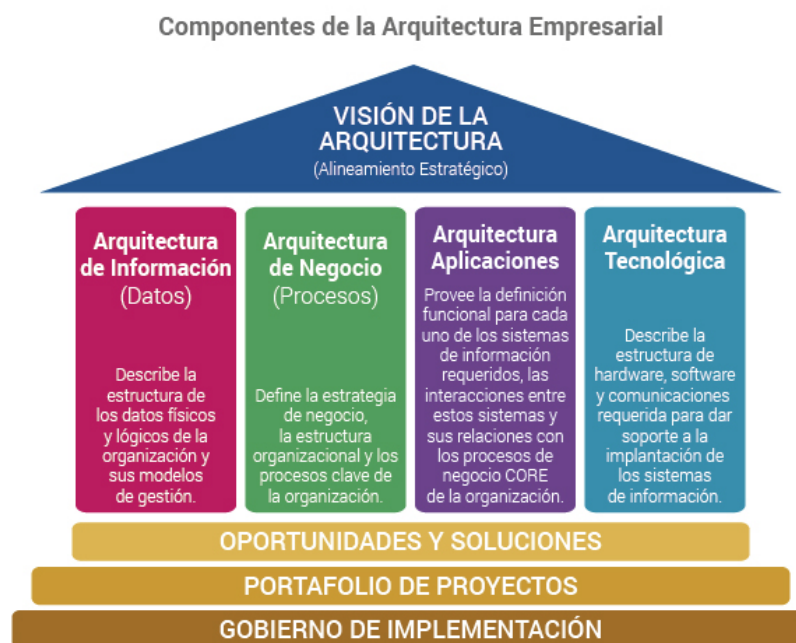 Componentes de la Arquitectura Empresarial
VISIÓN DE LA
ARQUITECTURA
(Alineamiento Estratégico)
Arquitectura
de Información
(Datos)
Describe la
estructura de
los datos físicos
y lógicos de la
organización y
sus modelos
de gestión.
Arquitectura
de Negocio
(Procesos)
Define la estrategia
de negocio,
la estructura
organizacional y los
procesos clave de
la organización.
Arquitectura
Aplicaciones
Provee la definición
funcional para cada
uno de los sistemas
de información
requeridos, las
interacciones entre
estos sistemas y
sus relaciones con
los procesos de
negocio CORE
de la organización.
Arquitectura
Tecnológica
Describe la
estructura de
hardware, software
y comunicaciones
requerida para dar
soporte a la
implantación de
los sistemas
de información.
OPORTUNIDADES Y SOLUCIONES
PORTAFOLIO DE PROYECTOS
GOBIERNO DE IMPLEMENTACIÓN